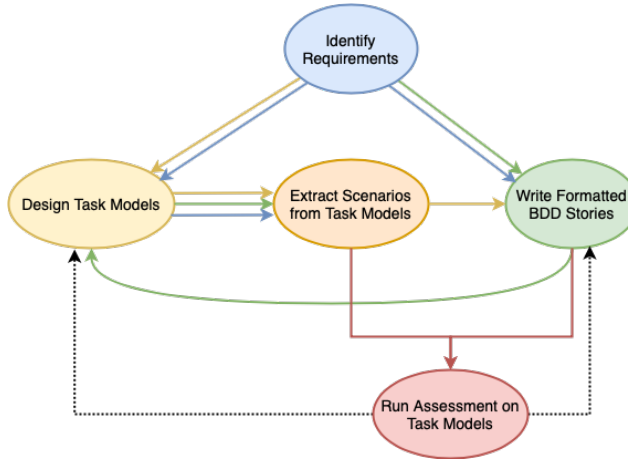 Identify
Requirements
Design Task Models
Extract Scenarios
from Task Models
Write Formatted
BDD Stories
Run Assessment on
Task Models